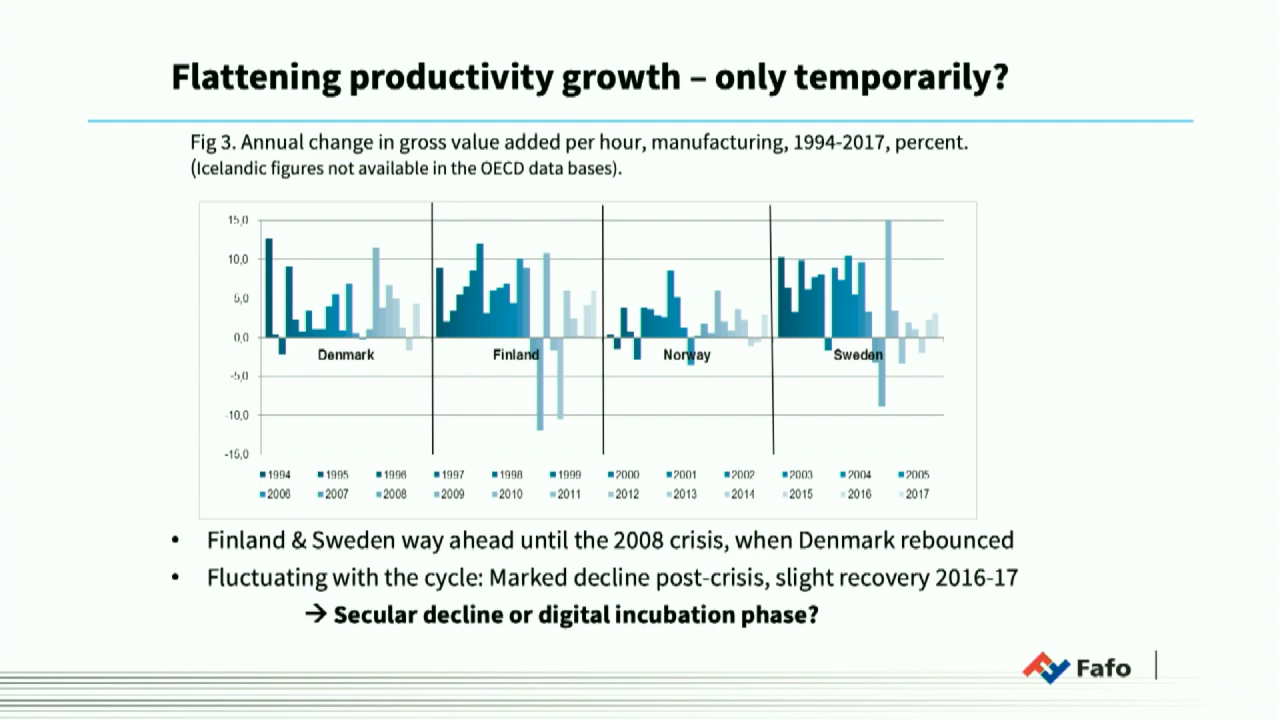 Flattening productivity growth – only temporarily?
Fig 3. Annual change in gross value added per hour, manufacturing, 1994-2017, percent.
(Icelandic figures not available in the OECD data bases).
15,0
10,0
5,0
0,0
-5,0
-10,0
-15,0
Denmark Finland Norway Sweden
1994 1995 1996 1997 1998 1999 2000 2001 2002 2003 2004 2005
2006 2007 2008 2009 2010 2011 2012 2013 2014 2015 2016 2017
• Finland & Sweden way ahead until the 2008 crisis, when Denmark rebounced
• Fluctuating with the cycle: Marked decline post-crisis, slight recovery 2016-17
→ Secular decline or digital incubation phase?
Fafo